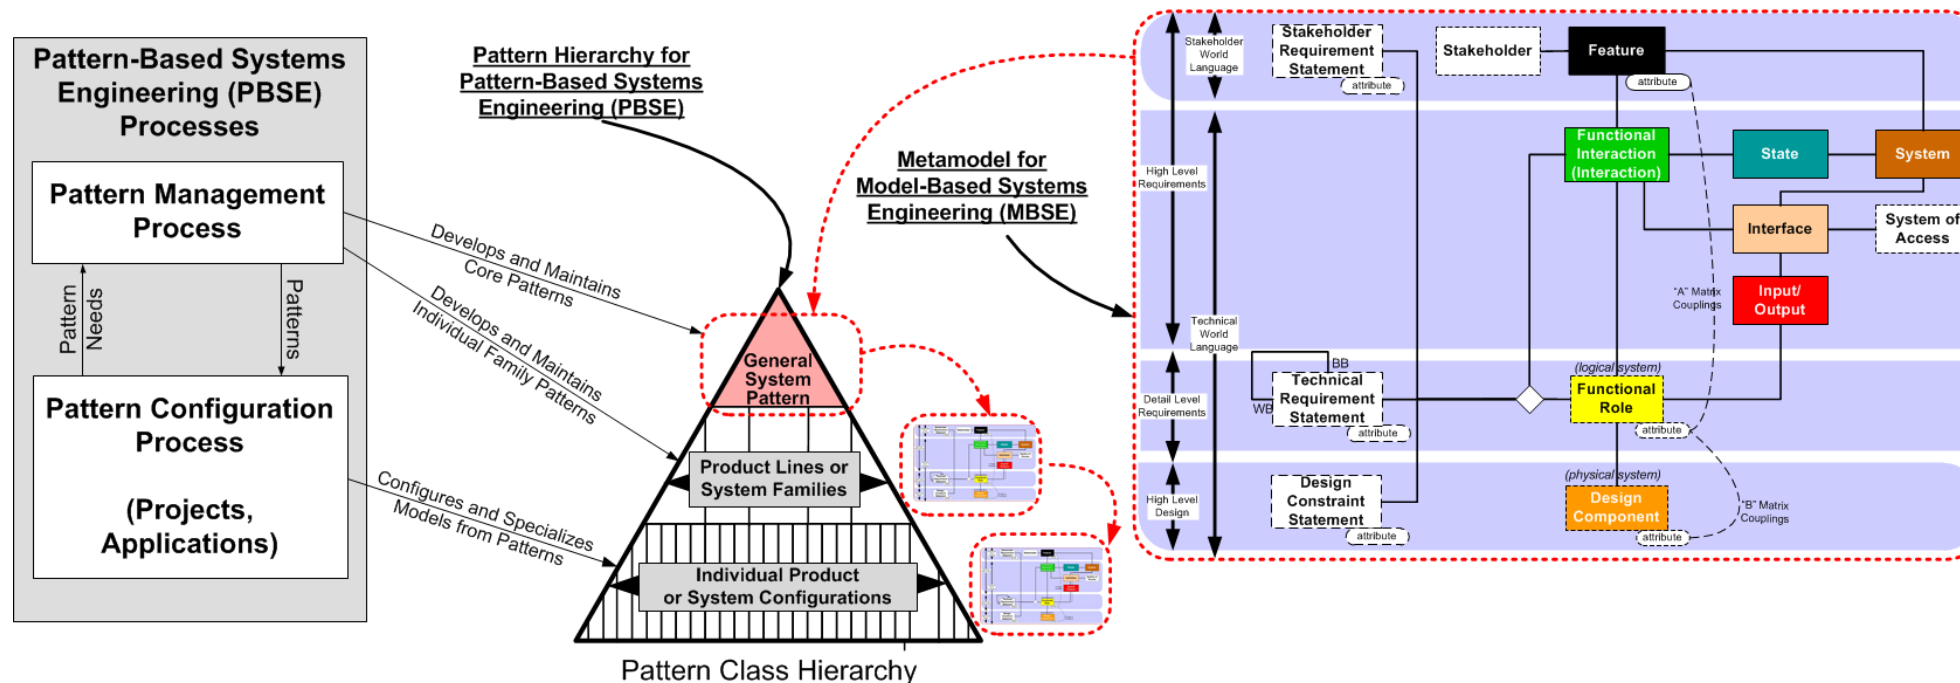 Pattern-Based Systems
Engineering (PBSE)
Processes
Pattern Management
Process
Pattern
Needs
Patterns
Pattern Configuration
Process
(Projects,
Applications)
Pattern Hierarchy for
Pattern-Based Systems
Engineering (PBSE)
Develops and Maintains
Core Patterns
Develops and Maintains
Individual Family Patterns
Configures and Specializes
Models from Patterns
General
System
Pattern
Product Lines or
System Families
Individual Product
or System Configurations
Pattern Class Hierarchy
Metamodel for
Model-Based Systems
Engineering (MBSE)
Stakeholder
World
Language
High Level
Requirements
Technical
World
Language
Detail Level
Requirements
High Level
Design
Stakeholder
Requirement
Statement
attribute
Stakeholder
Feature
attribute
Functional
Interaction
(Interaction)
State
System
Interface
System of
Access
"A" Matrix
Couplings
Input/
Output
BB
WB
Technical
Requirement
Statement
attribute
(logical system)
Functional
Role
attribute
Design
Constraint
Statement
attribute
(physical system)
Design
Component
attribute
"B" Matrix
Couplings